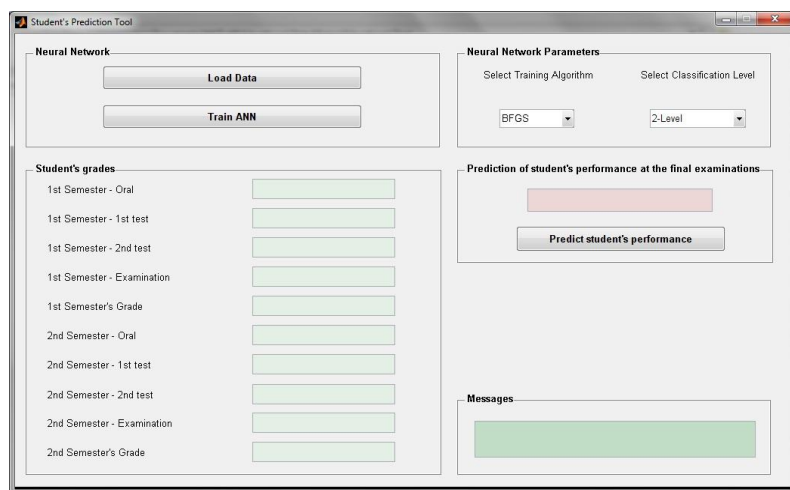 Student's Prediction Tool
Neural Network
Load Data
Train ANN
Neural Network Parameters
Select Training Algorithm
Select Classification Level
BFGS
2-Level
Student's grades
1st Semester - Oral
1st Semester - 1st test
1st Semester - 2nd test
1st Semester - Examination
1st Semester's Grade
2nd Semester - Oral
2nd Semester - 1st test
2nd Semester - 2nd test
2nd Semester - Examination
2nd Semester's Grade
Prediction of student's performance at the final examinations
Predict student's performance
Messages